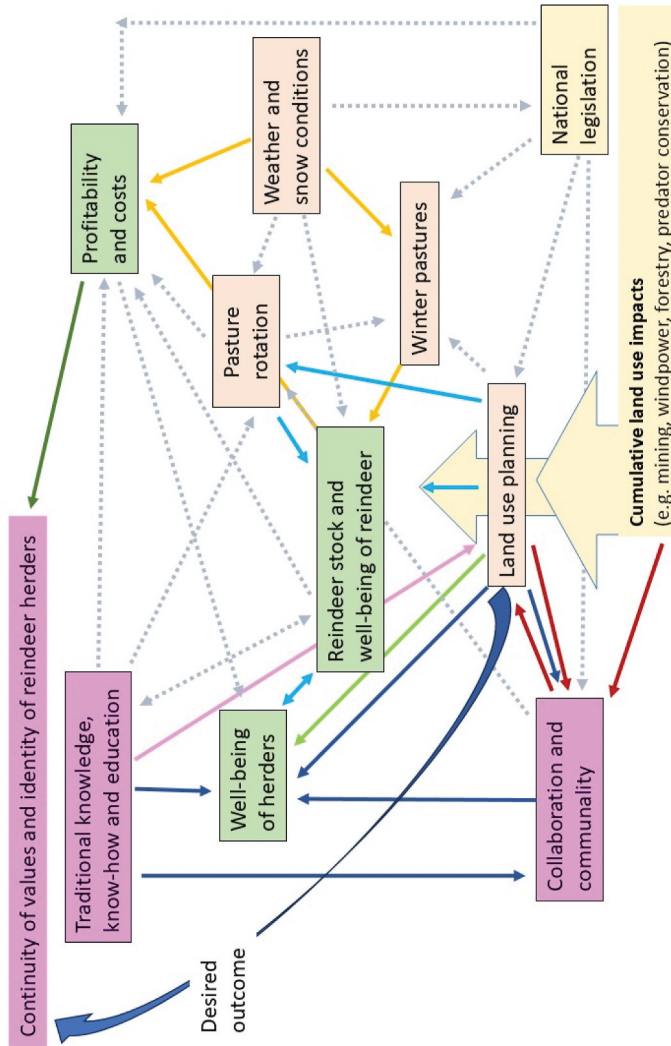 Continuity of values and identity of reindeer herders
Traditional knowledge,
know-how and education
Profitability
and costs
Desired
outcome
Well-being
of herders
Pasture
rotation
Weather and
snow conditions
Reindeer stock and
well-being of reindeer
Winter pastures
Land use planning
Collaboration and
communality
National
legislation
Cumulative land use impacts
(e.g. mining, windpower, forestry, predator conservation)